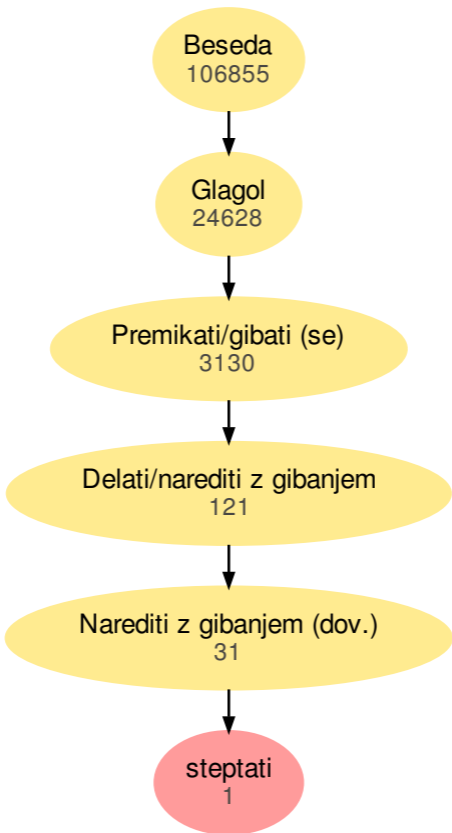 Beseda
106855
Glagol
24628
Premikati/gibati (se)
3130
Delati/narediti z gibanjem
121
Narediti z gibanjem (dov.)
31
steptati
1